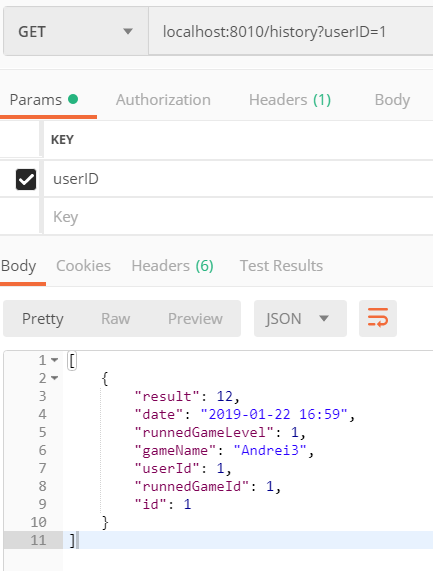 GET localhost:8010/history?userID=1
Params Authorization Headers (1) Body
KEY
userID
Key
Body Cookies Headers (6) Test Results
Pretty Raw Preview JSON
1 [
2 {
3 "result": 12,
4 "date": "2019-01-22 16:59",
5 "runnedGameLevel": 1,
6 "gameName": "Andrei3",
7 "userId": 1,
8 "runnedGameId": 1,
9 "id": 1
10 }
11 ]